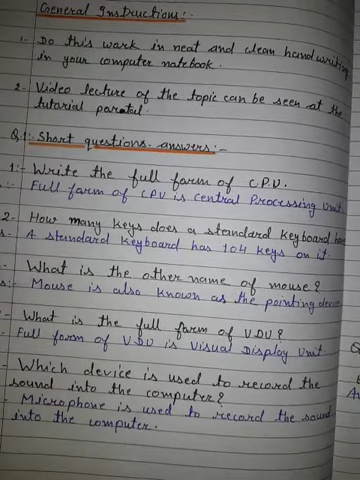 General Instructions:-
1.- Do this work in neat and clean handwriting
in your computer notebook.
2.- Video lecture of the topic can be seen at the
tutorial
Q.1:- Short questions answers:-
1:- Write the full form of C.P.U.
s:- Full form of CPU is Central Processing Unit.
2- How many keys does a standard keyboard
s.- A standard keyboard has 104 keys on it.
- What is the other name of mouse?
s:- Mouse is also known as the pointing device
- What is the full form of VDU?
- Full form of VDU is Visual Display Unit.
- Which device is used to record the
sound into the computer?
- Microphone is used to record the sound
into the computer.
Q